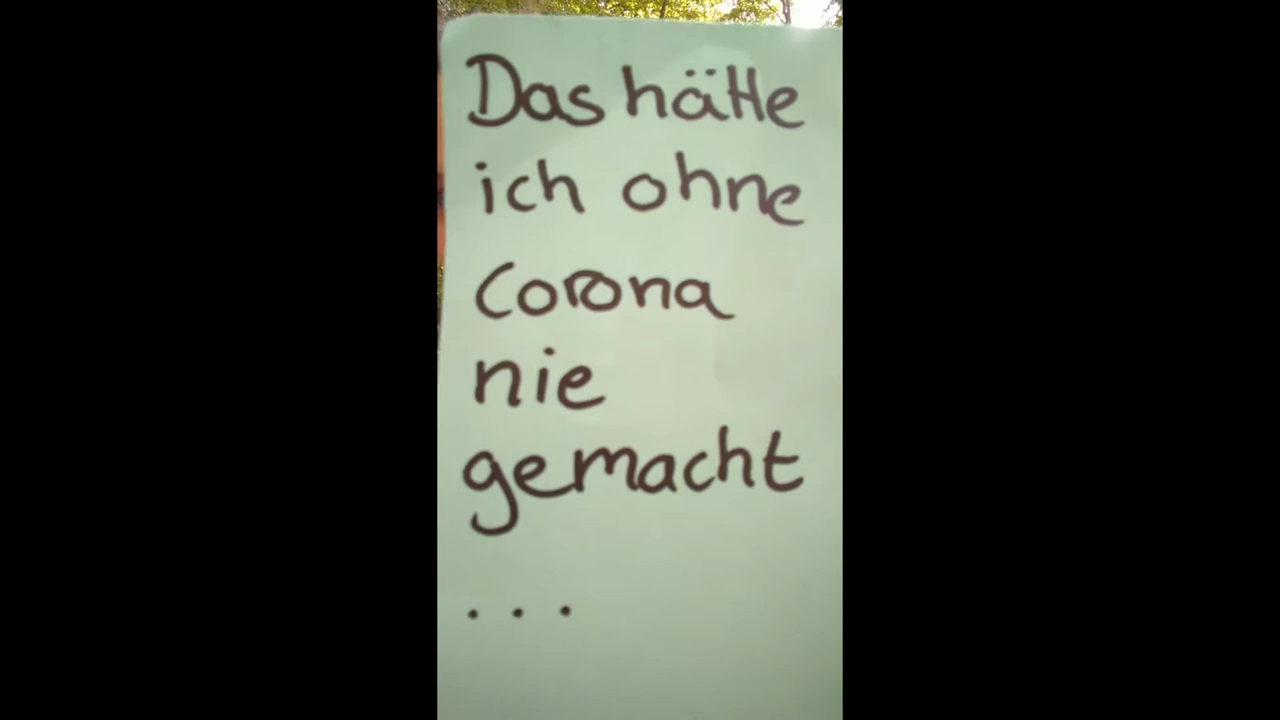 Das hätte
ich ohne
Corona
nie
gemacht
...